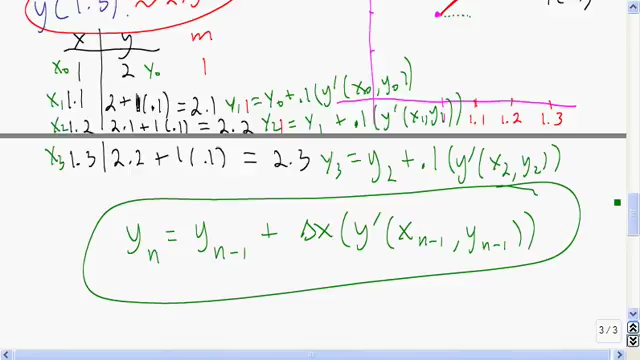 y(1.3)
x y m
x₀ 1 2 y₀ 1
x₁ 1.1 2+1(.1) = 2.1 y₁ = y₀ + .1(y'(x₀, y₀)
x₂ 1.2 2.1+1(.1) = 2.2 y₂ = y₁ + .1(y'(x₁, y₁)) 1.1 1.2 1.3
x₃ 1.3 2.2 + 1(.1) = 2.3 y₃ = y₂ + .1(y'(x₂, y₂)
yₙ = yₙ₋₁ + Δx(y'(xₙ₋₁, yₙ₋₁))
3/3